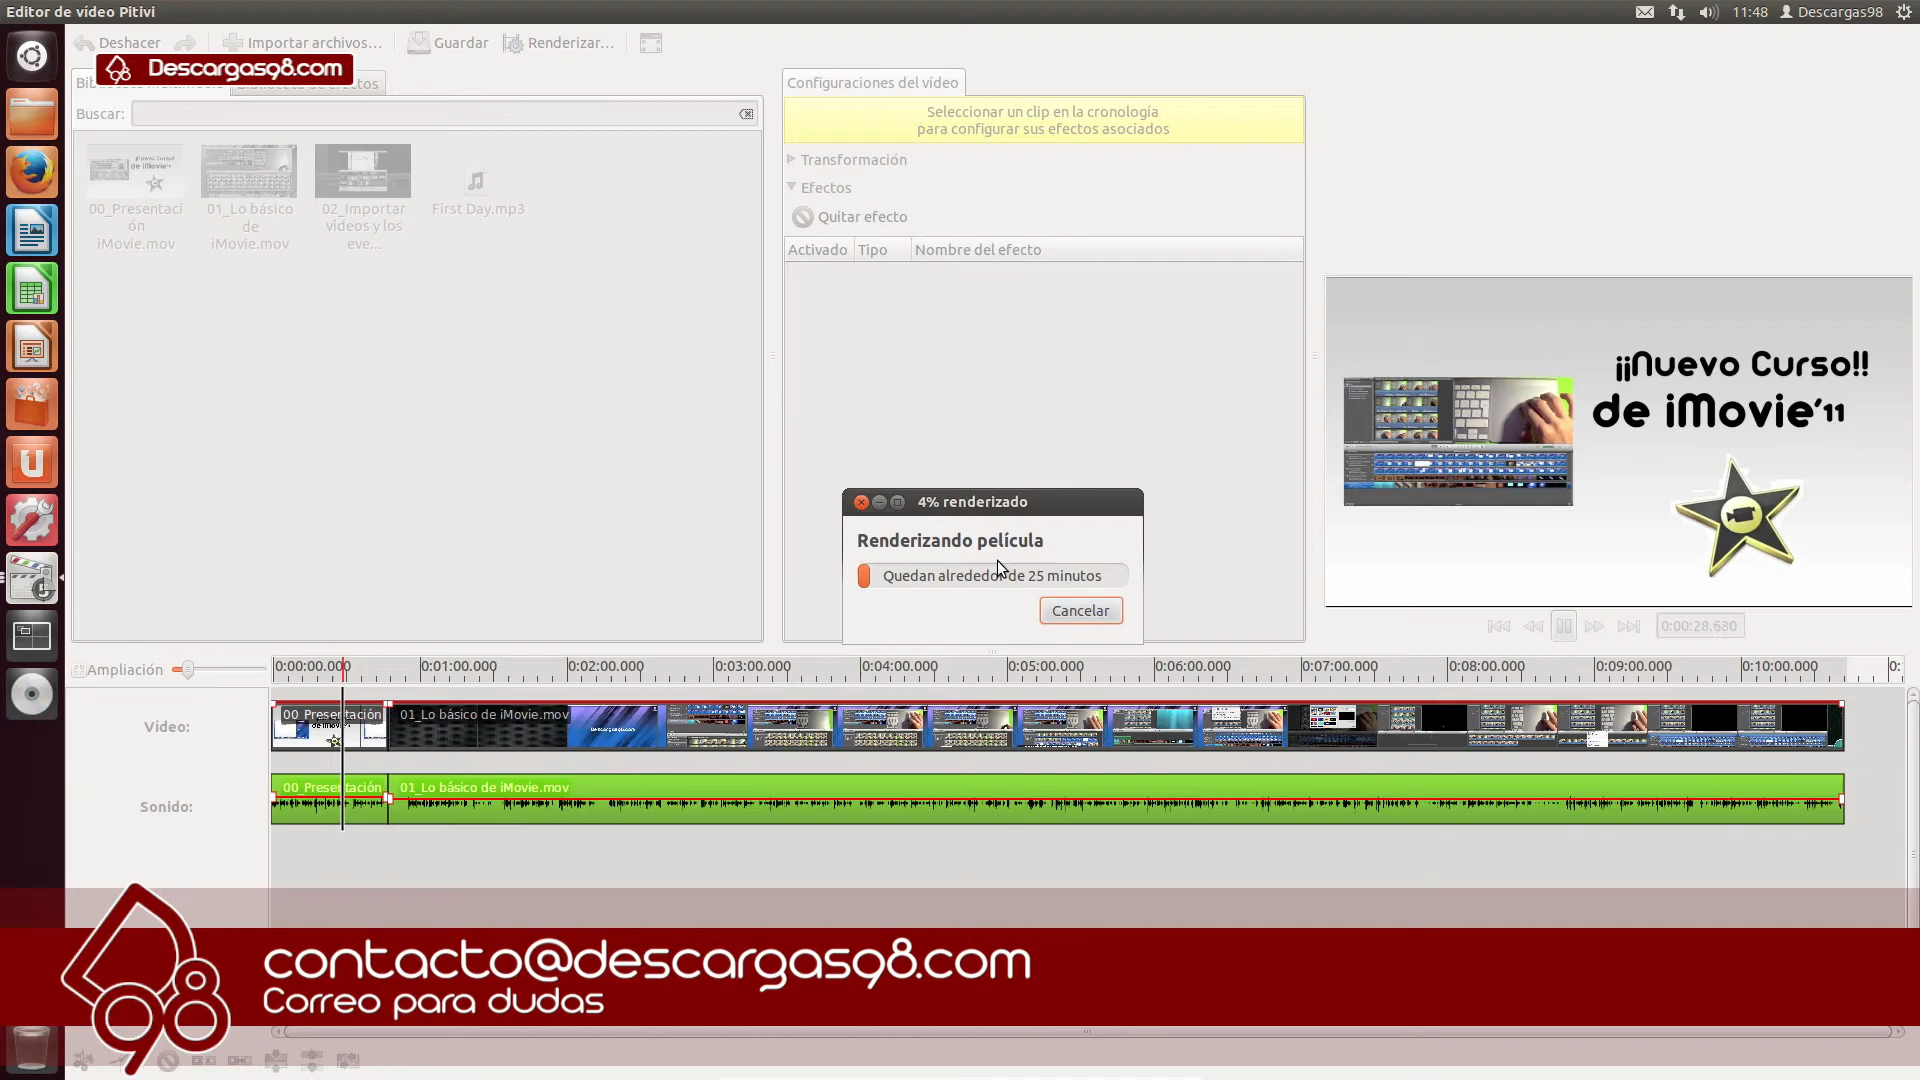 Editor de vídeo Pitivi
11:48
Descargas98
Deshacer
Importar archivos...
Guardar
Renderizar...
Descargas98.com
Buscar:
00_Presentaci
ón
iMovie.mov
01_Lo básico
de
iMovie.mov
02_Importar
vídeos y los
eve...
First Day.mp3
Configuraciones del vídeo
Seleccionar un clip en la cronología
para configurar sus efectos asociados
Transformación
Efectos
Quitar efecto
Activado
Tipo
Nombre del efecto
¡¡Nuevo Curso!!
de iMovie'11
4% renderizado
Renderizando película
Quedan alrededor de 25 minutos
Cancelar
0:00:28.680
Ampliación
0:00:00.000
0:01:00.000
0:02:00.000
0:03:00.000
0:04:00.000
0:05:00.000
0:06:00.000
0:07:00.000
0:08:00.000
0:09:00.000
0:10:00.000
0:
Vídeo:
00_Presentación
01_Lo básico de iMovie.mov
Descargas98.com
Sonido:
00_Presentación
01_Lo básico de iMovie.mov
98
contacto@descargas98.com
Correo para dudas